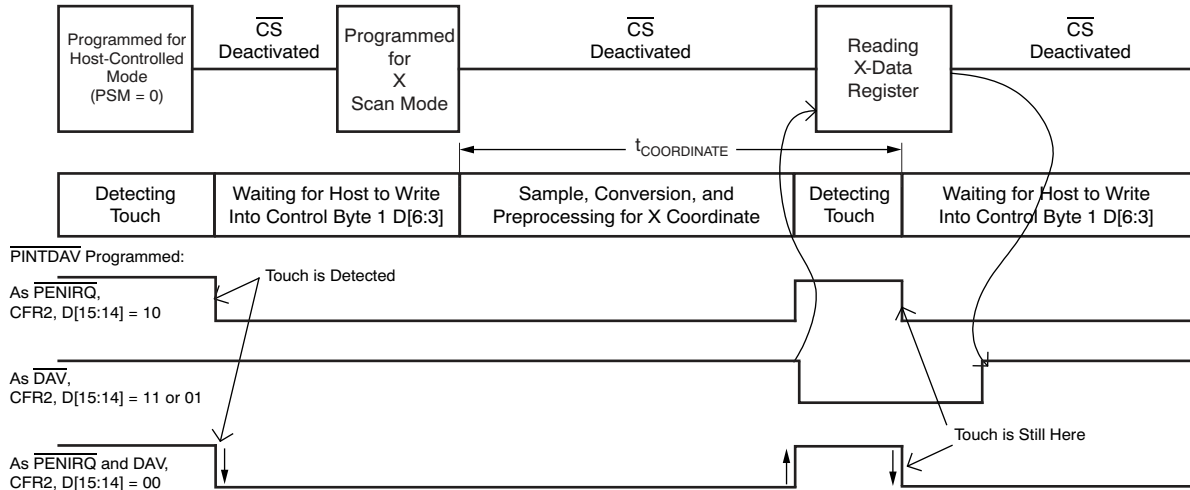 Programmed for
Host-Controlled
Mode
(PSM = 0)
CS
Deactivated
Programmed
for
X
Scan Mode
CS
Deactivated
Reading
X-Data
Register
CS
Deactivated
tCOORDINATE
Detecting
Touch
Waiting for Host to Write
Into Control Byte 1 D[6:3]
Sample, Conversion, and
Preprocessing for X Coordinate
Detecting
Touch
Waiting for Host to Write
Into Control Byte 1 D[6:3]
PINTDAV Programmed:
Touch is Detected
As PENIRQ,
CFR2, D[15:14] = 10
As DAV,
CFR2, D[15:14] = 11 or 01
Touch is Still Here
As PENIRQ and DAV,
CFR2, D[15:14] = 00